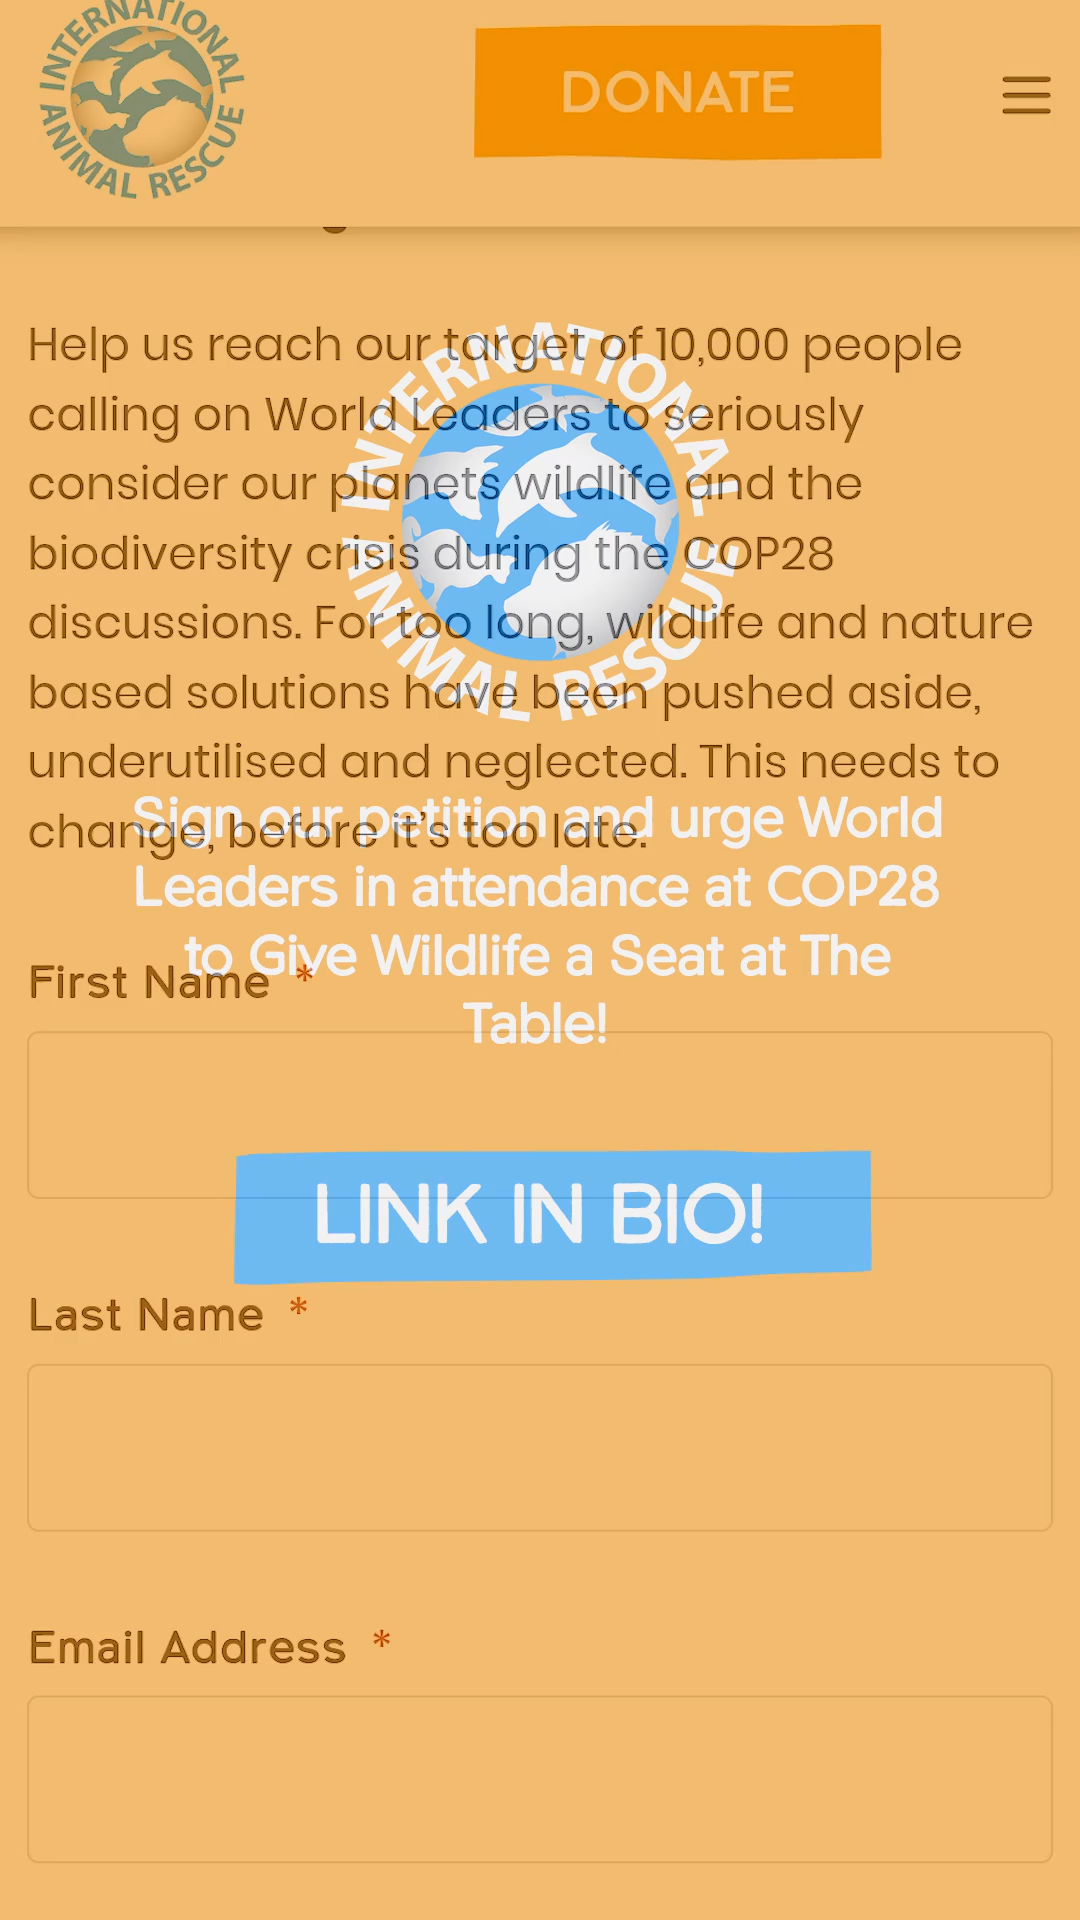 INTERNATIONAL
ANIMAL RESCUE
DONATE
Help us reach our target of 10,000 people
calling on World Leaders to seriously
consider our planets wildlife and the
biodiversity crisis during the COP28
discussions. For too long, wildlife and nature
based solutions have been pushed aside,
underutilised and neglected. This needs to
change, before it's too late.
INTERNATIONAL
ANIMAL RESCUE
Sign our petition and urge World
Leaders in attendance at COP28
to Give Wildlife a Seat at The
Table!
First Name *
LINK IN BIO!
Last Name *
Email Address *